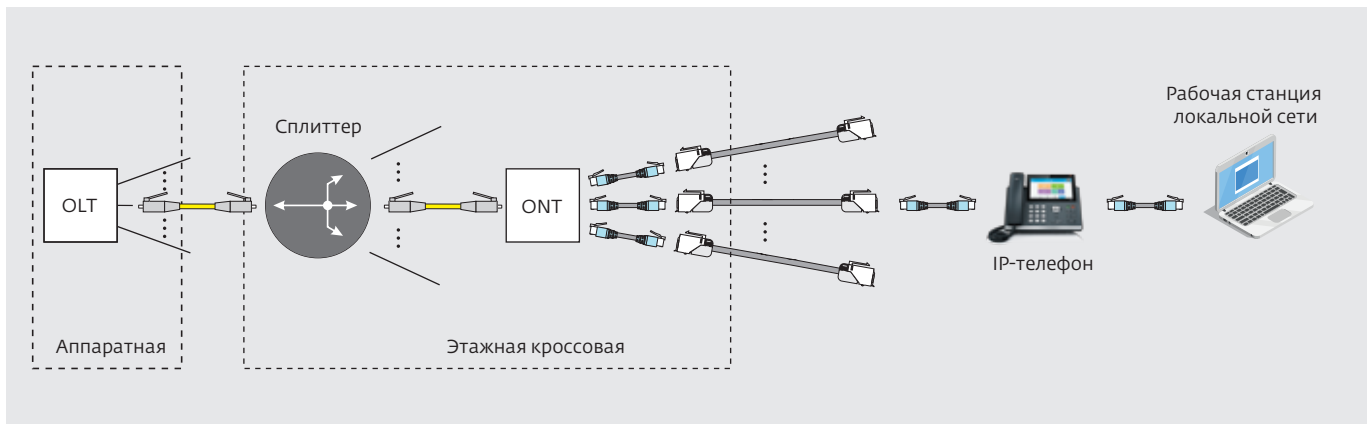 Рабочая станция
локальной сети
Сплиттер
OLT
ONT
IP-телефон
Аппаратная
Этажная кроссовая